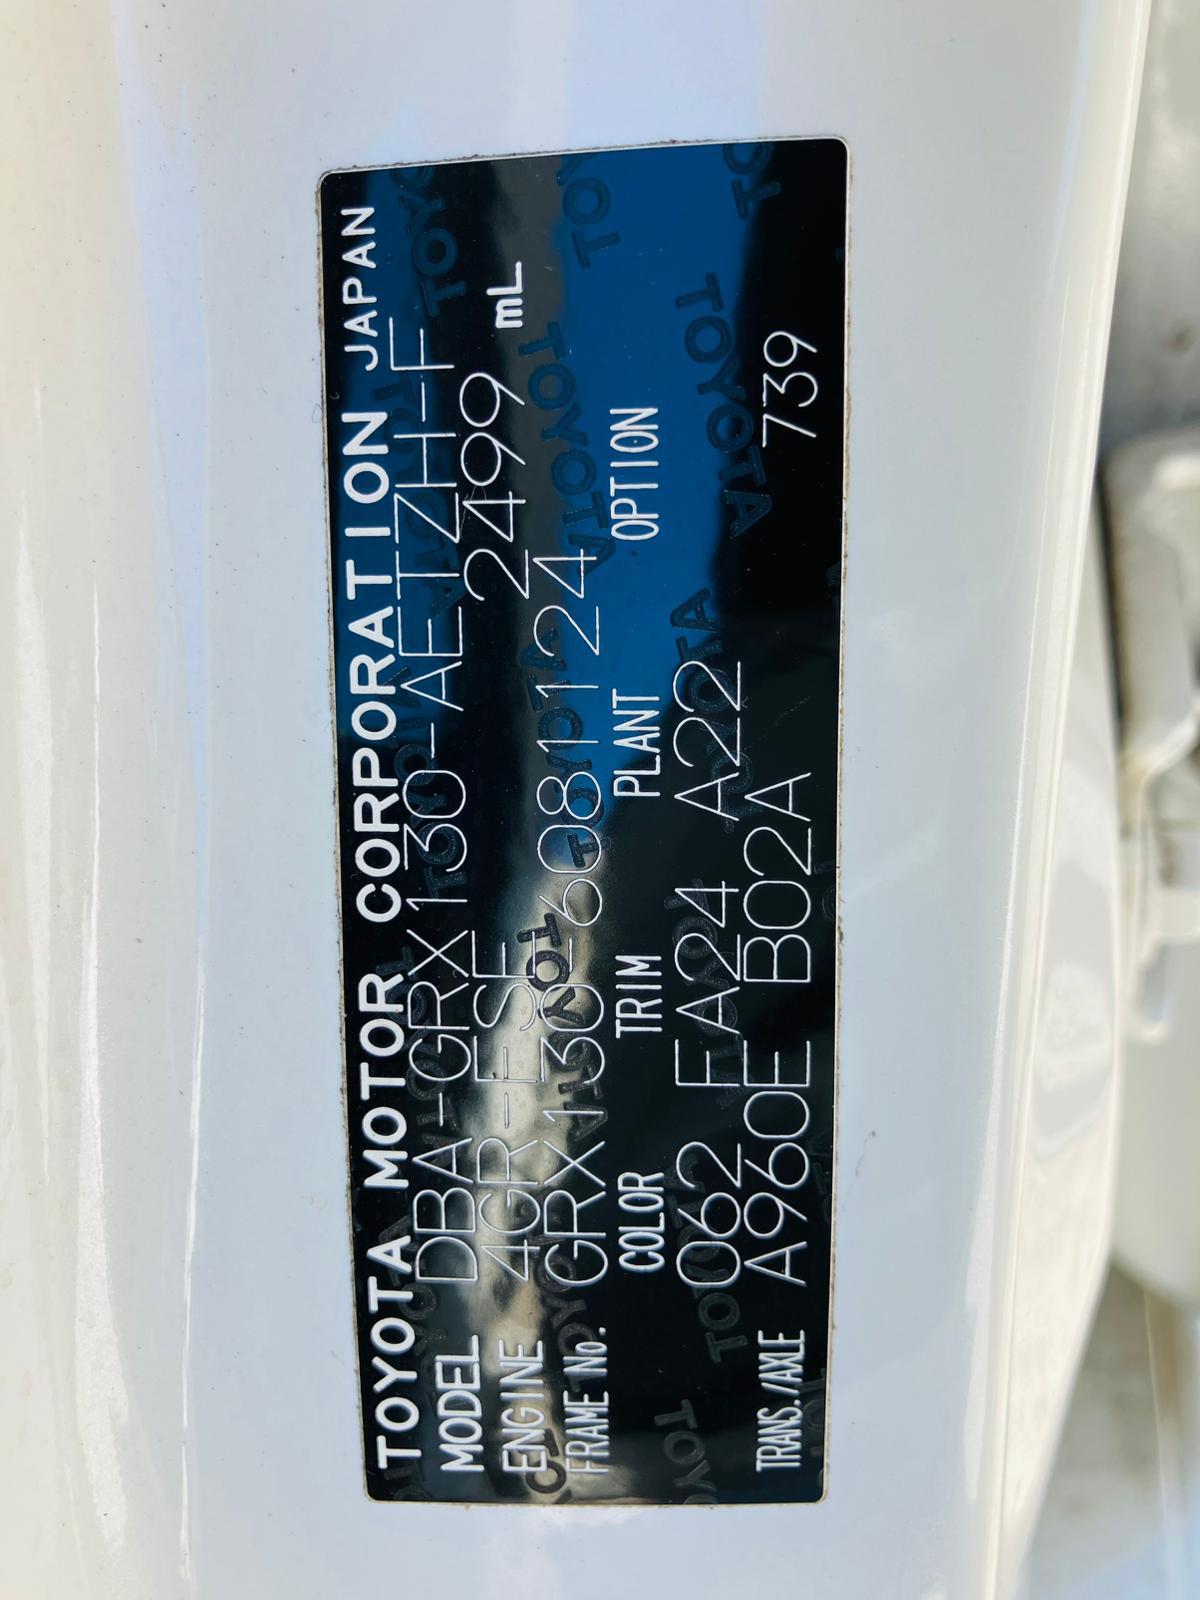 TOYOTA MOTOR CORPORATION JAPAN
MODEL DBA-GRX130-AETZH-F
ENGINE 4GR-FSE 2499 mL
FRAME No. GRX130-6081124
COLOR TRIM PLANT OPTION
062 FA24 A22
TRANS./AXLE A960E B02A 739